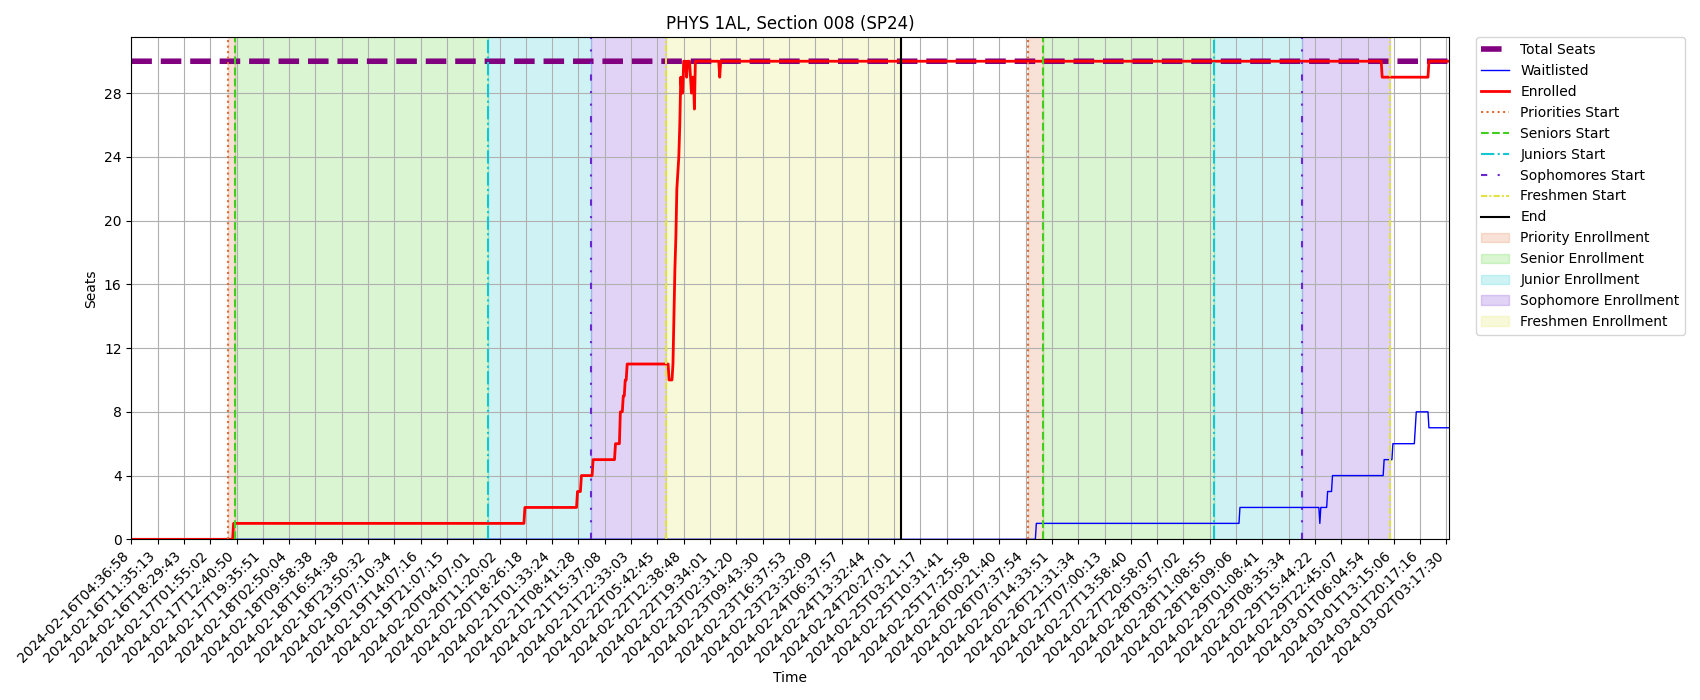 PHYS 1AL, Section 008 (SP24)
Total Seats
Waitlisted
Enrolled
Priorities Start
Seniors Start
Juniors Start
Sophomores Start
Freshmen Start
End
Priority Enrollment
Senior Enrollment
Junior Enrollment
Sophomore Enrollment
Freshmen Enrollment
Seats
28
24
20
16
12
8
4
0
2024-02-16T04:36:58
2024-02-16T11:35:13
2024-02-16T18:29:43
2024-02-17T01:55:02
2024-02-17T12:40:50
2024-02-17T19:35:51
2024-02-18T02:50:04
2024-02-18T09:58:38
2024-02-18T16:54:38
2024-02-18T23:50:32
2024-02-19T07:10:34
2024-02-19T14:07:16
2024-02-19T21:07:15
2024-02-20T04:07:01
2024-02-20T11:20:02
2024-02-20T18:26:18
2024-02-21T01:33:24
2024-02-21T08:41:28
2024-02-21T15:37:08
2024-02-21T22:33:03
2024-02-22T05:42:45
2024-02-22T12:38:48
2024-02-22T19:34:01
2024-02-23T02:31:20
2024-02-23T09:43:30
2024-02-23T16:37:53
2024-02-23T23:32:09
2024-02-24T06:37:57
2024-02-24T13:32:44
2024-02-24T20:27:01
2024-02-25T03:21:17
2024-02-25T10:31:41
2024-02-25T17:25:58
2024-02-26T00:21:40
2024-02-26T07:37:54
2024-02-26T14:33:51
2024-02-26T21:31:34
2024-02-27T07:00:13
2024-02-27T13:58:40
2024-02-27T20:58:07
2024-02-28T03:57:02
2024-02-28T11:08:55
2024-02-28T18:09:06
2024-02-29T01:08:41
2024-02-29T08:35:34
2024-02-29T15:44:22
2024-02-29T22:45:07
2024-03-01T06:04:54
2024-03-01T13:15:06
2024-03-01T20:17:16
2024-03-02T03:17:30
Time